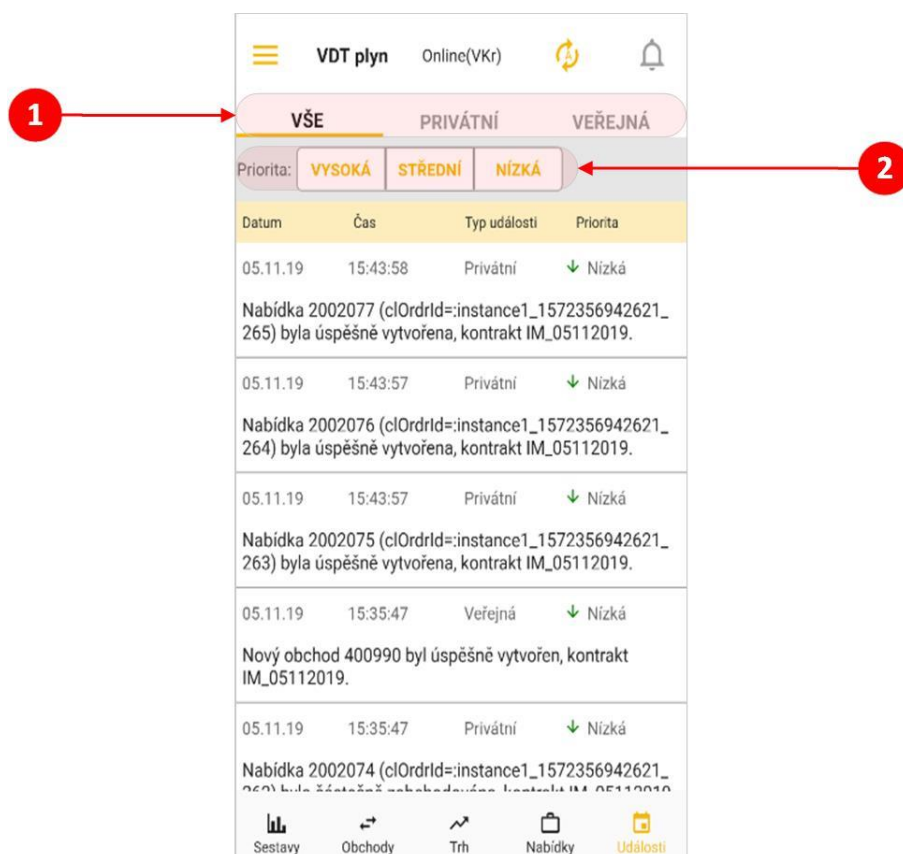 VDT plyn Online(VKr) A
1
VŠE PRIVÁTNÍ VEŘEJNÁ
Priorita: VYSOKÁ STŘEDNÍ NÍZKÁ
2
Datum Čas Typ události Priorita
05.11.19 15:43:58 Privátní Nízká
Nabídka 2002077 (clOrdrId=:instance1_1572356942621_
265) byla úspěšně vytvořena, kontrakt IM_05112019.
05.11.19 15:43:57 Privátní Nízká
Nabídka 2002076 (clOrdrId=:instance1_1572356942621_
264) byla úspěšně vytvořena, kontrakt IM_05112019.
05.11.19 15:43:57 Privátní Nízká
Nabídka 2002075 (clOrdrId=:instance1_1572356942621_
263) byla úspěšně vytvořena, kontrakt IM_05112019.
05.11.19 15:35:47 Veřejná Nízká
Nový obchod 400990 byl úspěšně vytvořen, kontrakt
IM_05112019.
05.11.19 15:35:47 Privátní Nízká
Nabídka 2002074 (clOrdrId=:instance1_1572356942621_
Sestavy Obchody Trh Nabídky Události